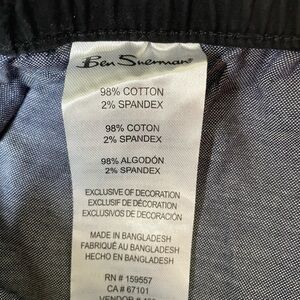 Ben Sherman
98% COTTON
2% SPANDEX
98% COTON
2% SPANDEX
98% ALGODÓN
2% SPANDEX
EXCLUSIVE OF DECORATION
EXCLUSIF DE DÉCORATION
EXCLUSIVOS DE DECORACIÓN
MADE IN BANGLADESH
FABRIQUÉ AU BANGLADESH
HECHO EN BANGLADESH
RN # 159557
CA # 67101
VENDOR #